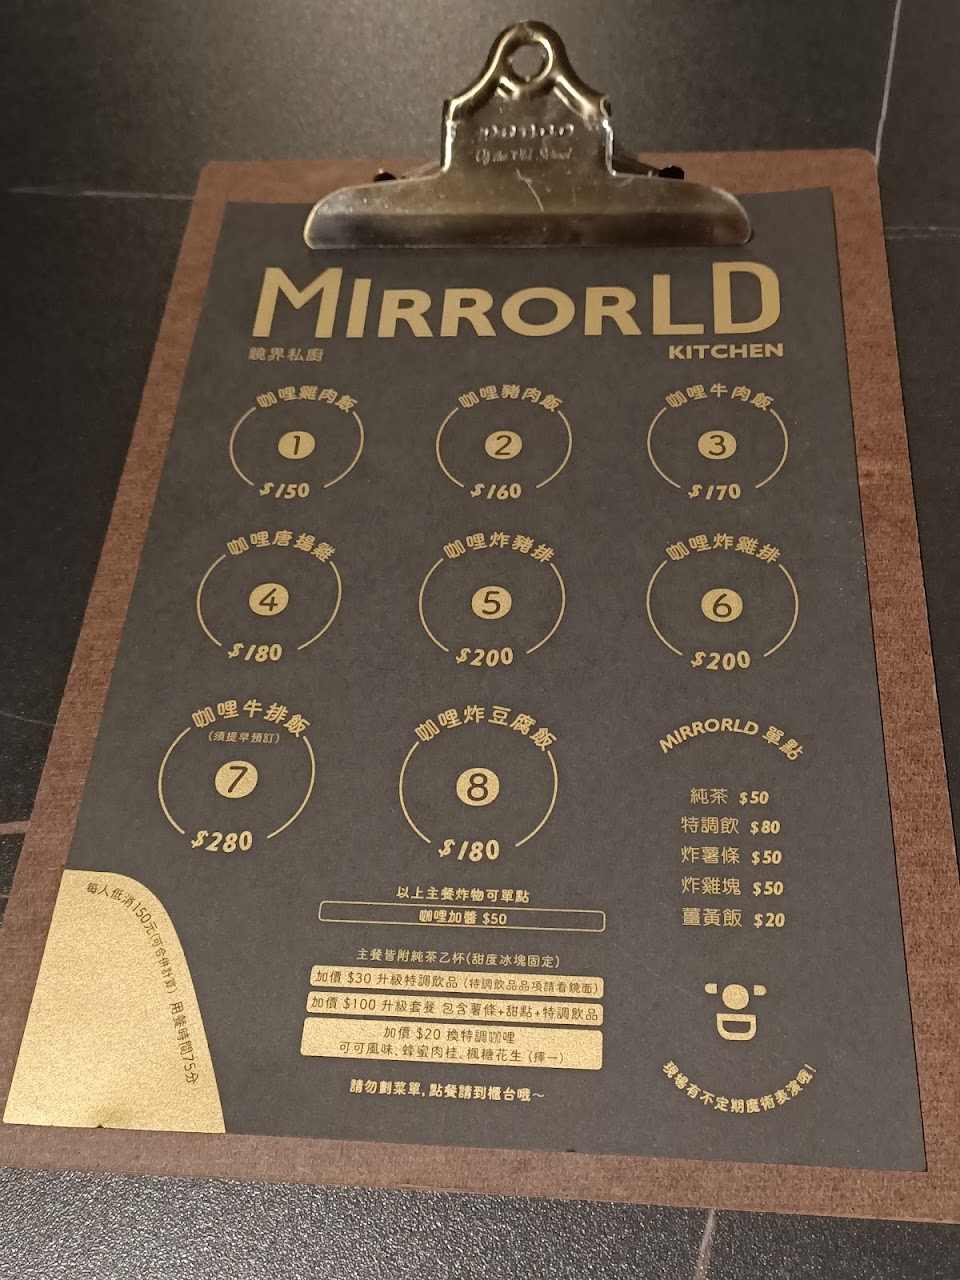 Of the Old School
MIRRORLD
鏡界私廚
KITCHEN
咖哩雞肉飯
1
$150
咖哩豬肉飯
2
$160
咖哩牛肉飯
3
$170
咖哩唐揚雞
4
$180
咖哩炸豬排
5
$200
咖哩炸雞排
6
$200
咖哩牛排飯
(須提早預訂)
7
$280
咖哩炸豆腐飯
8
$180
MIRRORLD 單點
純茶 $50
特調飲 $80
炸薯條 $50
炸雞塊 $50
薑黃飯 $20
以上主餐炸物可單點
咖哩加醬 $50
主餐皆附純茶乙杯(甜度冰塊固定)
加價 $30 升級特調飲品 (特調飲品品項請看鏡面)
加價 $100 升級套餐 包含薯條+甜點+特調飲品
加價 $20 換特調咖哩
可可風味、蜂蜜肉桂、楓糖花生 (擇一)
請勿劃菜單,點餐請到櫃台哦~
每人低消150元(可合併計算) 用餐時間75分
現場有不定期魔術表演哦!